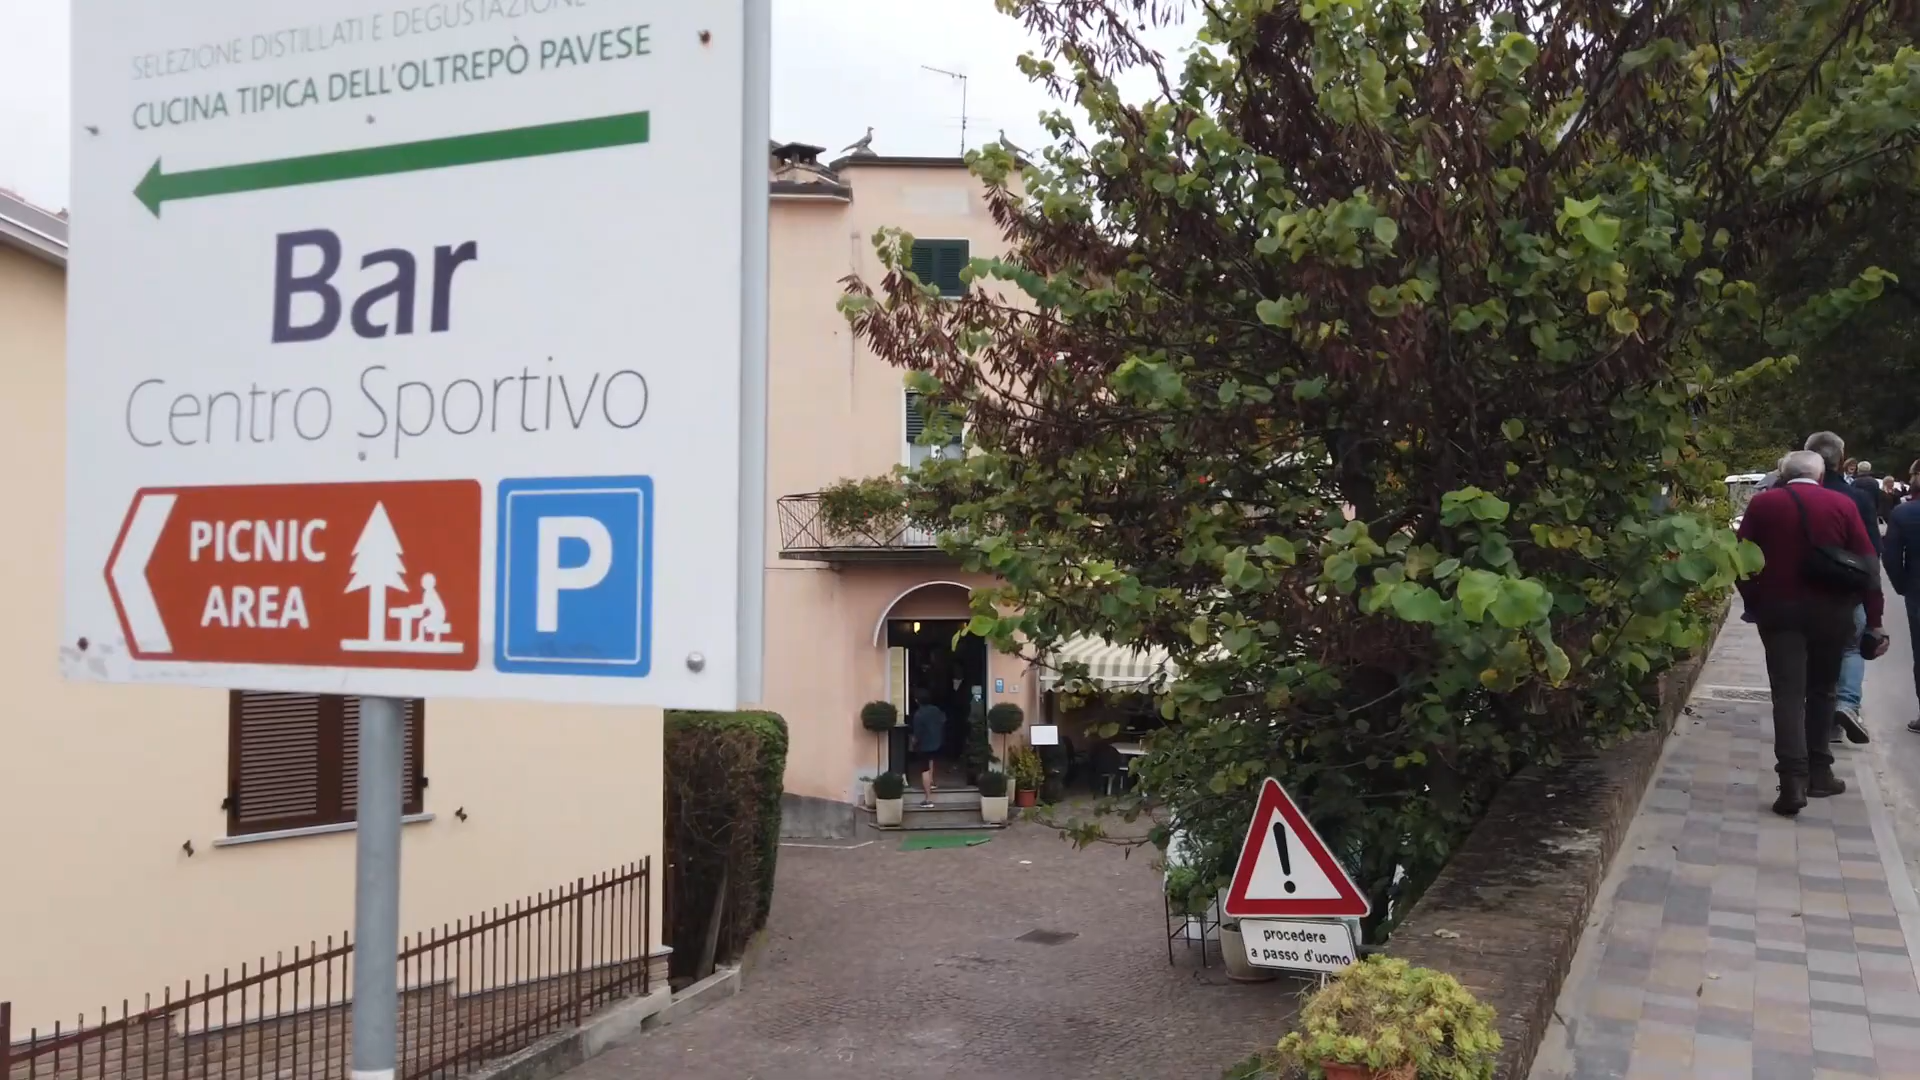 SELEZIONE DISTILLATI E DEGUSTAZIONE
CUCINA TIPICA DELL'OLTREPÒ PAVESE
Bar
Centro Sportivo
PICNIC
AREA
P
procedere
a passo d'uomo